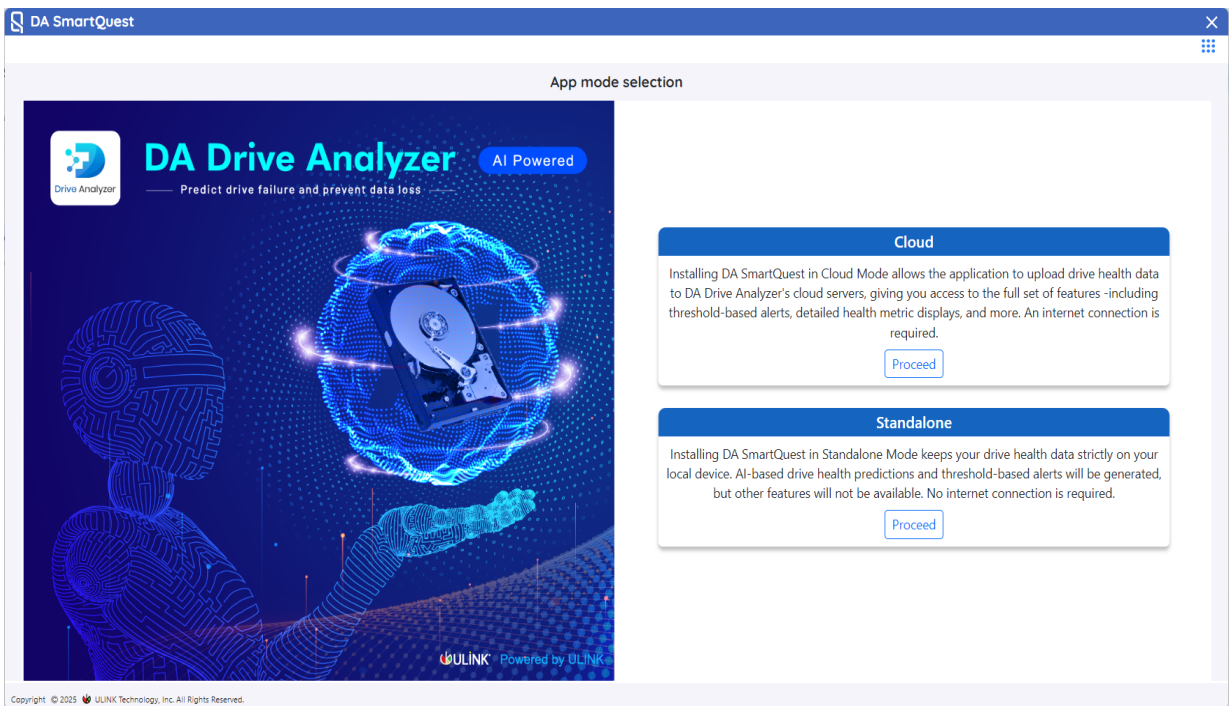 DA SmartQuest
App mode selection
DA Drive Analyzer
AI Powered
Drive Analyzer
Predict drive failure and prevent data loss
ULINK Powered by ULINK
Cloud
Installing DA SmartQuest in Cloud Mode allows the application to upload drive health data
to DA Drive Analyzer's cloud servers, giving you access to the full set of features -including
threshold-based alerts, detailed health metric displays, and more. An internet connection is
required.
Proceed
Standalone
Installing DA SmartQuest in Standalone Mode keeps your drive health data strictly on your
local device. AI-based drive health predictions and threshold-based alerts will be generated,
but other features will not be available. No internet connection is required.
Proceed
Copyright © 2025 ULINK Technology, Inc. All Rights Reserved.